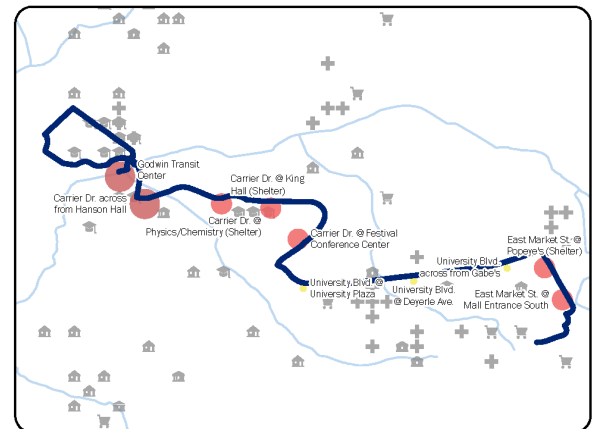 Godwin Transit
Center
Carrier Dr. across
from Hanson Hall
Carrier Dr. @ King
Hall (Shelter)
Carrier Dr. @
Physics/Chemistry (Shelter)
Carrier Dr. @ Festival
Conference Center
University Blvd. @
University Plaza
University Blvd.
across from Gabe's
University Blvd.
@ Deyerle Ave.
East Market St. @
Popeye's (Shelter)
East Market St. @
Mall Entrance South